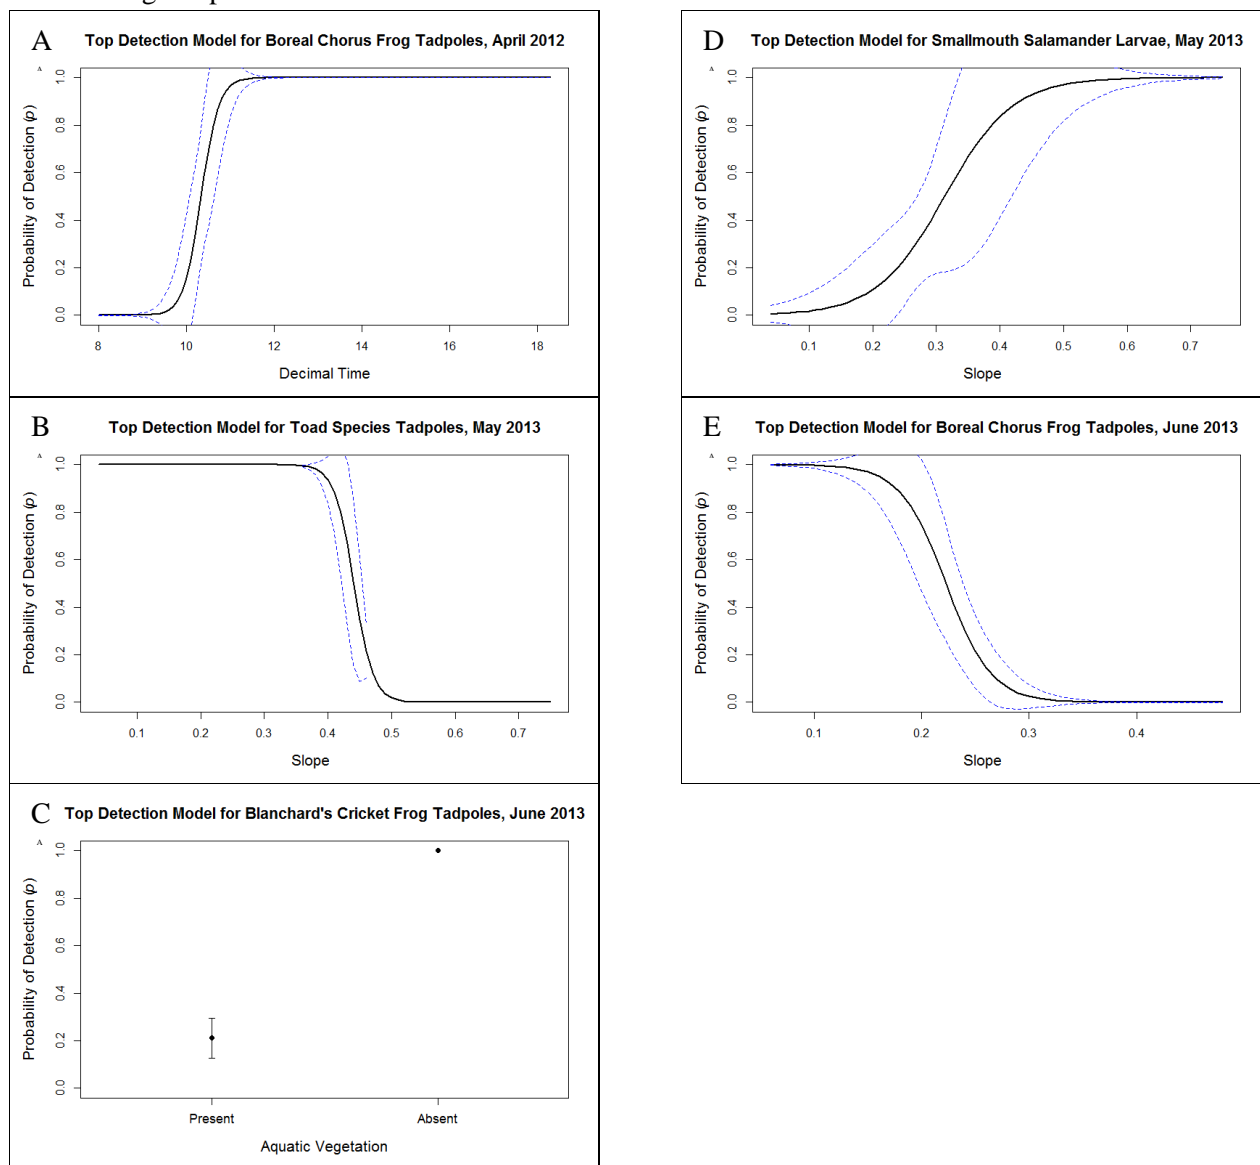 A Top Detection Model for Boreal Chorus Frog Tadpoles, April 2012
A
Probability of Detection (p)
1.0
0.8
0.6
0.4
0.2
0.0
8 10 12 14 16 18
Decimal Time
B Top Detection Model for Toad Species Tadpoles, May 2013
A
Probability of Detection (p)
1.0
0.8
0.6
0.4
0.2
0.0
0.1 0.2 0.3 0.4 0.5 0.6 0.7
Slope
C Top Detection Model for Blanchard's Cricket Frog Tadpoles, June 2013
A
Probability of Detection (p)
1.0
0.8
0.6
0.4
0.2
0.0
Present Absent
Aquatic Vegetation
D Top Detection Model for Smallmouth Salamander Larvae, May 2013
A
Probability of Detection (p)
1.0
0.8
0.6
0.4
0.2
0.0
0.1 0.2 0.3 0.4 0.5 0.6 0.7
Slope
E Top Detection Model for Boreal Chorus Frog Tadpoles, June 2013
A
Probability of Detection (p)
1.0
0.8
0.6
0.4
0.2
0.0
0.1 0.2 0.3 0.4
Slope